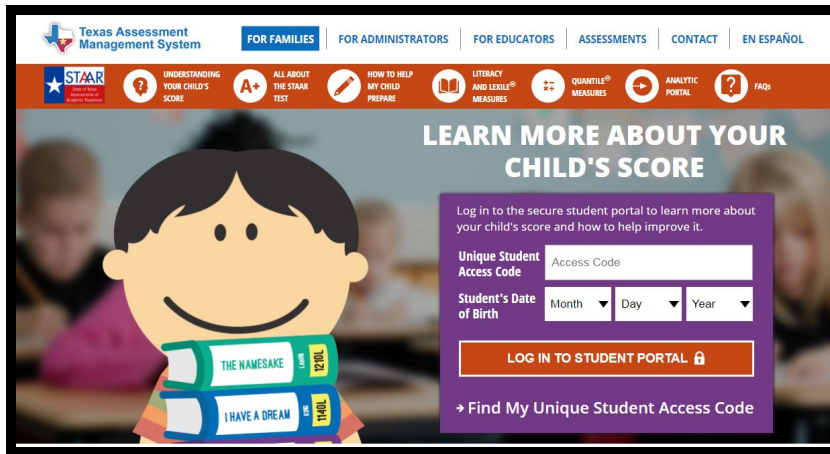 Texas Assessment
Management System
FOR FAMILIES
FOR ADMINISTRATORS
FOR EDUCATORS
ASSESSMENTS
CONTACT
EN ESPAÑOL
STAAR
State of Texas
Assessments of
Academic Readiness
UNDERSTANDING
YOUR CHILD'S
SCORE
A+
ALL ABOUT
THE STAAR
TEST
HOW TO HELP
MY CHILD
PREPARE
LITERACY
AND LEXILE®
MEASURES
QUANTILE®
MEASURES
ANALYTIC
PORTAL
FAQs
LEARN MORE ABOUT YOUR
CHILD'S SCORE
Log in to the secure student portal to learn more about
your child's score and how to help improve it.
Unique Student
Access Code
Access Code
Student's Date
of Birth
Month
Day
Year
LOG IN TO STUDENT PORTAL
Find My Unique Student Access Code
THE NAMESAKE
LAHIRI
1210L
I HAVE A DREAM
KING
1140L